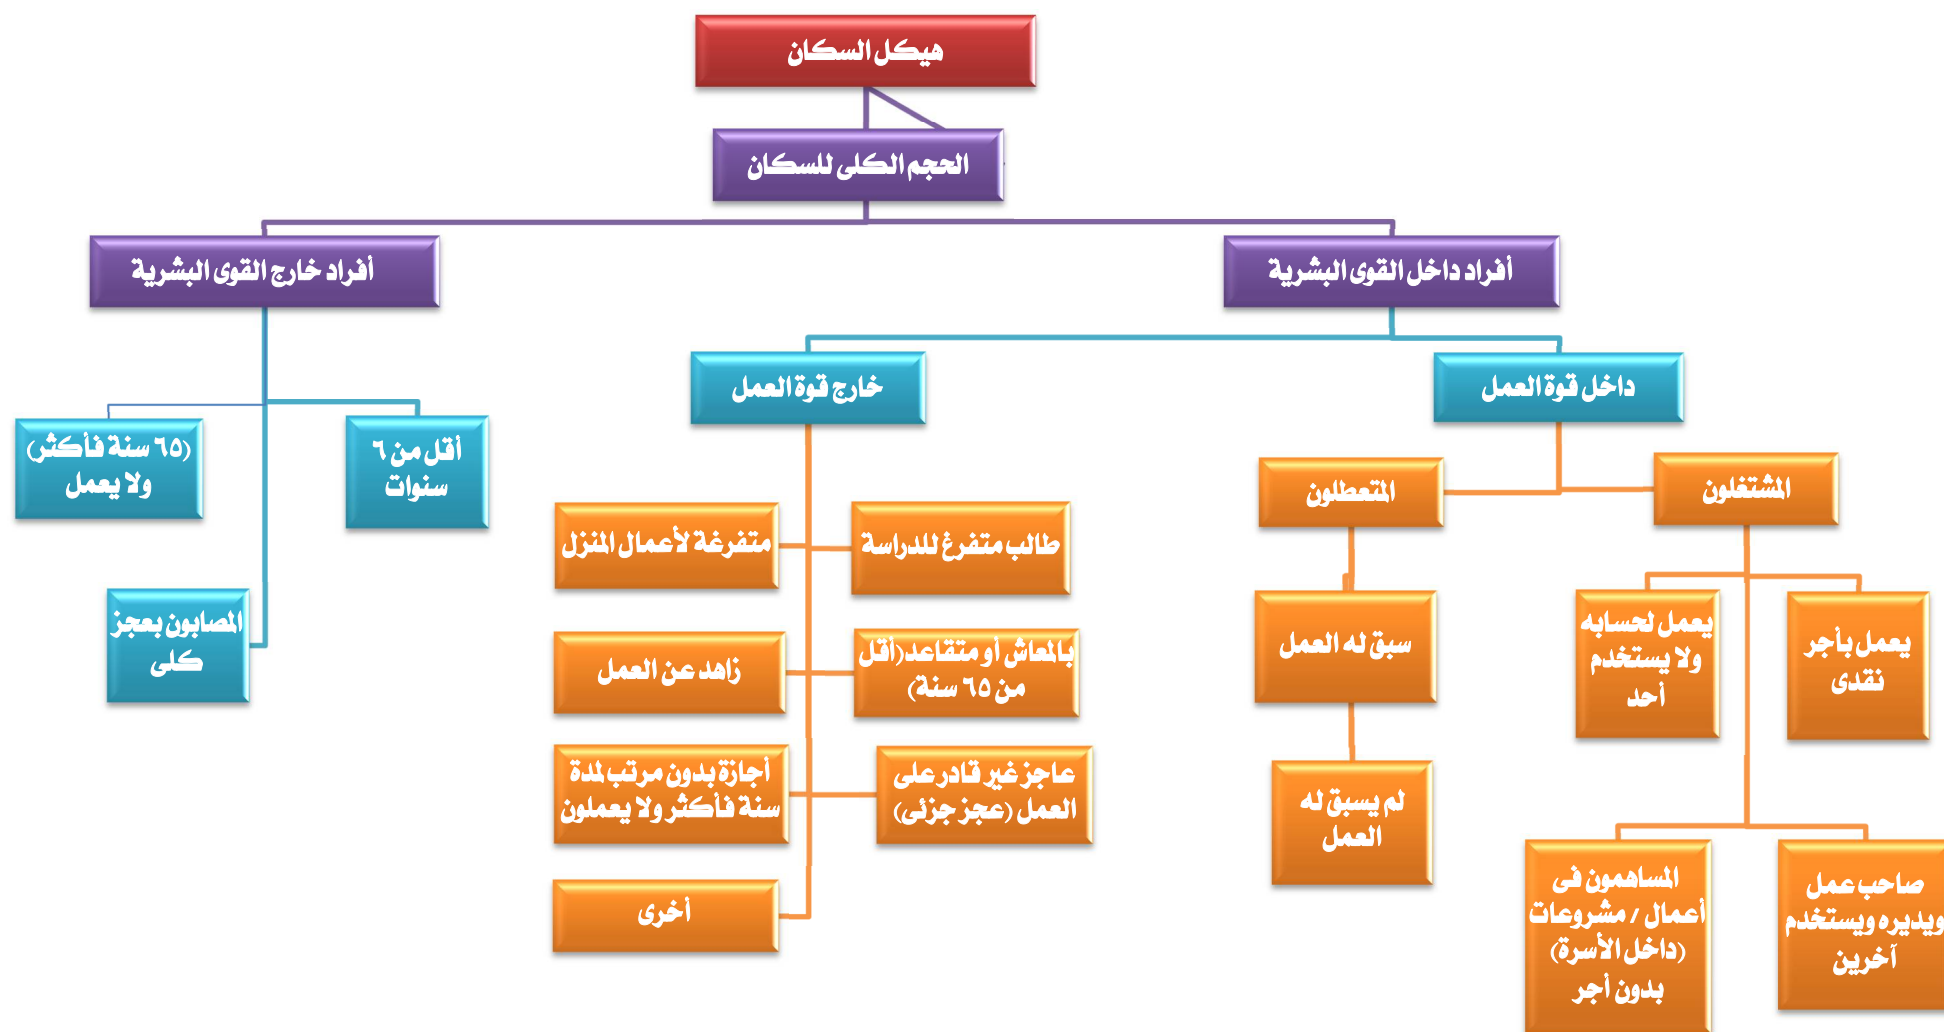 هيكل السكان
الحجم الكلى للسكان
أفراد داخل القوى البشرية
أفراد خارج القوى البشرية
داخل قوة العمل
خارج قوة العمل
أقل من ٦
سنوات
(٦٥ سنة فأكثر)
ولا يعمل
المصابون بعجز
كلى
المشتغلون
المتعطلون
يعمل بأجر
نقدى
يعمل لحسابه
ولا يستخدم
أحد
صاحب عمل
ويديره ويستخدم
آخرين
المساهمون فى
أعمال / مشروعات
(داخل الأسرة)
بدون أجر
سبق له العمل
لم يسبق له
العمل
طالب متفرغ للدراسة
متفرغة لأعمال المنزل
بالمعاش أو متقاعد(أقل
من ٦٥ سنة)
زاهد عن العمل
عاجز غير قادر على
العمل (عجز جزئى)
أجازة بدون مرتب لمدة
سنة فأكثر ولا يعملون
أخرى